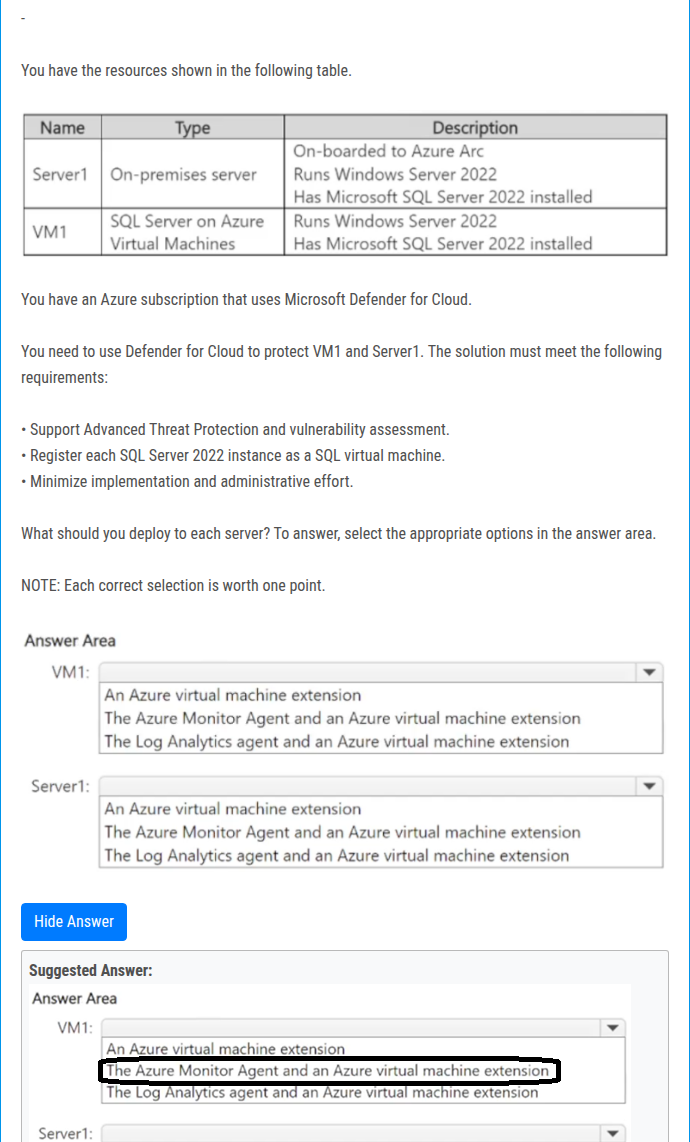 -
You have the resources shown in the following table.
Name Type Description
Server1 On-premises server On-boarded to Azure Arc
Runs Windows Server 2022
Has Microsoft SQL Server 2022 installed
VM1 SQL Server on Azure Virtual Machines Runs Windows Server 2022
Has Microsoft SQL Server 2022 installed
You have an Azure subscription that uses Microsoft Defender for Cloud.
You need to use Defender for Cloud to protect VM1 and Server1. The solution must meet the following
requirements:
• Support Advanced Threat Protection and vulnerability assessment.
• Register each SQL Server 2022 instance as a SQL virtual machine.
• Minimize implementation and administrative effort.
What should you deploy to each server? To answer, select the appropriate options in the answer area.
NOTE: Each correct selection is worth one point.
Answer Area
VM1:
An Azure virtual machine extension
The Azure Monitor Agent and an Azure virtual machine extension
The Log Analytics agent and an Azure virtual machine extension
Server1:
An Azure virtual machine extension
The Azure Monitor Agent and an Azure virtual machine extension
The Log Analytics agent and an Azure virtual machine extension
Hide Answer
Suggested Answer:
Answer Area
VM1:
An Azure virtual machine extension
The Azure Monitor Agent and an Azure virtual machine extension
The Log Analytics agent and an Azure virtual machine extension
Server1: